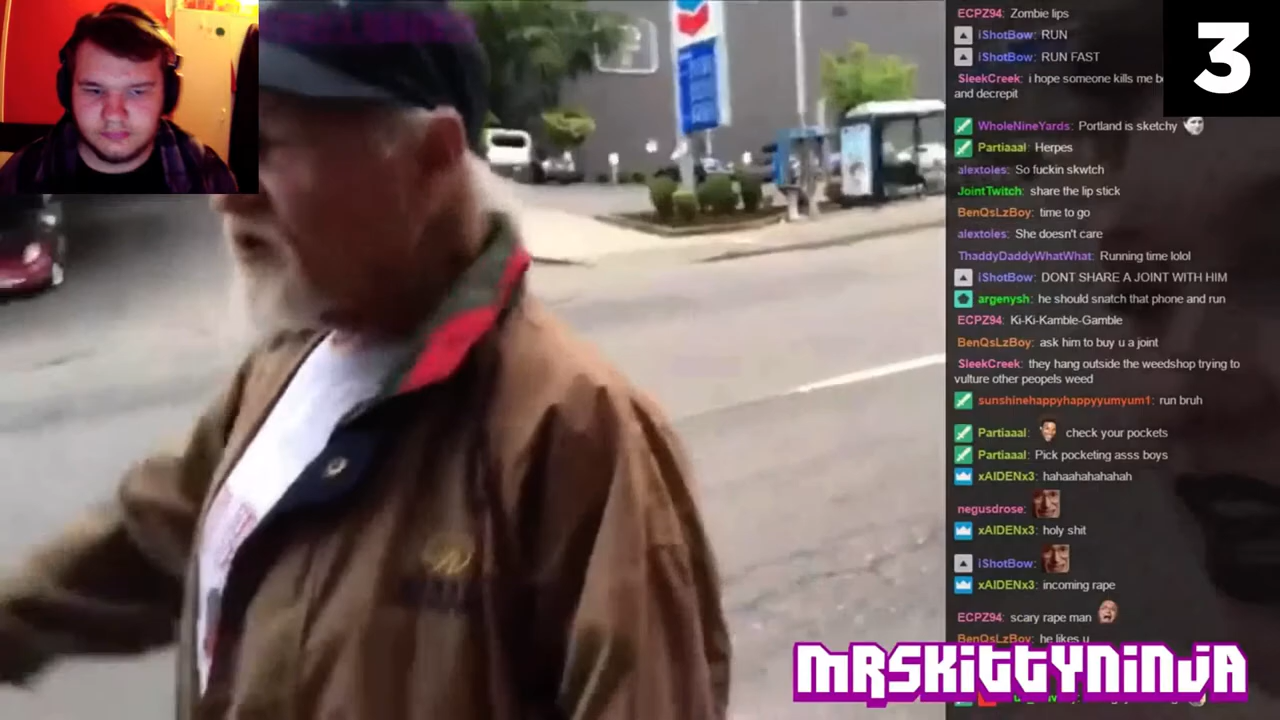 ECPZ94: Zombie lips
iShotBow: RUN
iShotBow: RUN FAST
SleekCreek: i hope someone kills me be
and decrepit
3
WholeNineYards: Portland is sketchy
Partiaaal: Herpes
alextoles: So fuckin skwtch
JointTwitch: share the lip stick
BenQsLzBoy: time to go
alextoles: She doesn't care
ThaddyDaddyWhatWhat: Running time lolol
iShotBow: DONT SHARE A JOINT WITH HIM
argenysh: he should snatch that phone and run
ECPZ94: Ki-Ki-Kamble-Gamble
BenQsLzBoy: ask him to buy u a joint
SleekCreek: they hang outside the weedshop trying to
vulture other peopels weed
sunshinehappyhappyyumyum1: run bruh
Partiaaal: check your pockets
Partiaaal: Pick pocketing asss boys
xAIDENx3: hahaahahahahah
negusdrose:
xAIDENx3: holy shit
iShotBow:
xAIDENx3: incoming rape
ECPZ94: scary rape man
BenQsLzBoy: he likes u
MRSKITTYNINJA